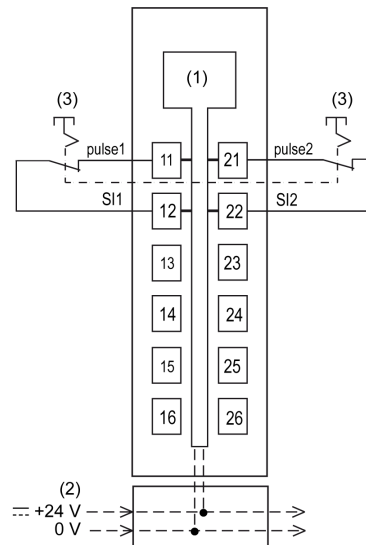 (1)
(3) (3)
pulse1 11 21 pulse2
SI1 12 22 SI2
13 23
14 24
15 25
16 26
(2)
+24 V
0 V